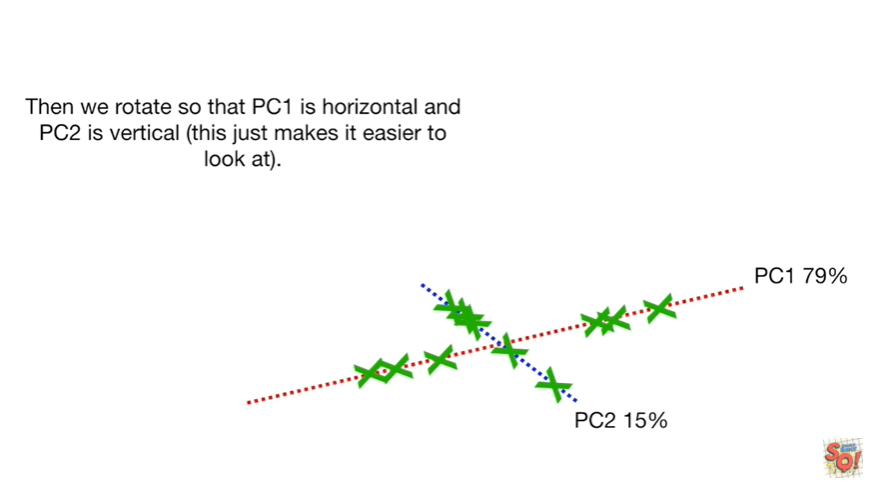 Then we rotate so that PC1 is horizontal and
PC2 is vertical (this just makes it easier to
look at).
PC1 79%
PC2 15%
SQ!